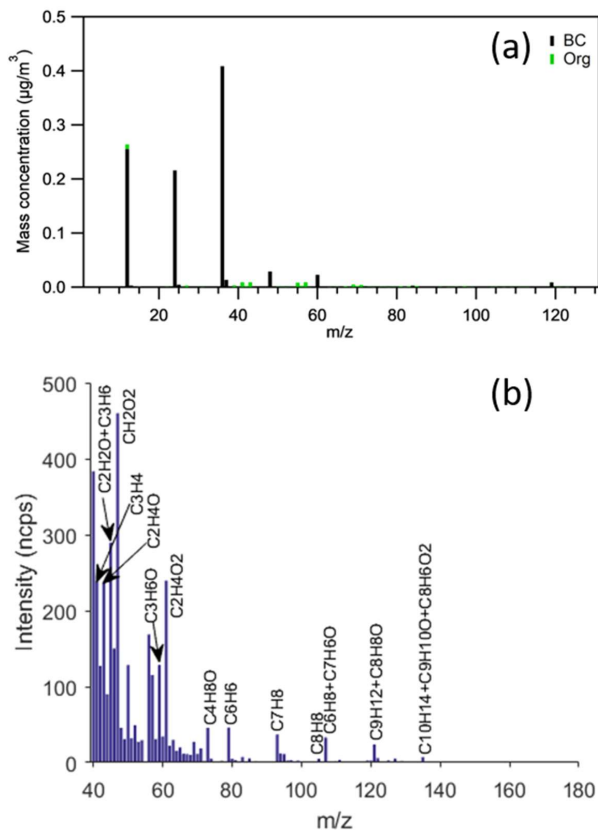 0.5
0.4
0.3
0.2
0.1
0.0
Mass concentration (µg/m³)
(a)
BC
Org
20 40 60 80 100 120
m/z
(b)
500
400
300
200
100
0
Intensity (ncps)
C2H2O+C3H6
CH2O2
C3H4
C2H4O
C3H6O
C2H4O2
C4H8O
C6H6
C7H8
C8H8
C6H8+C7H6O
C9H12+C8H8O
C10H14+C9H10O+C8H6O2
40 60 80 100 120 140 160 180
m/z